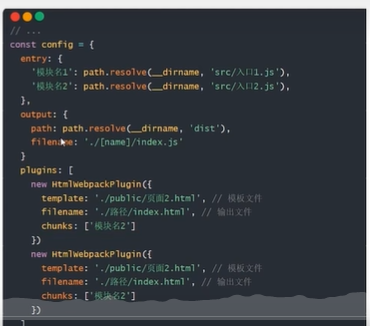 // ...
const config = {
  entry: {
    '模块名1': path.resolve(__dirname, 'src/入口1.js'),
    '模块名2': path.resolve(__dirname, 'src/入口2.js'),
  },
  output: {
    path: path.resolve(__dirname, 'dist'),
    filename: './[name]/index.js'
  }
  plugins: [
    new HtmlWebpackPlugin({
      template: './public/页面2.html', // 模板文件
      filename: './路径/index.html', // 输出文件
      chunks: ['模块名2']
    })
    new HtmlWebpackPlugin({
      template: './public/页面2.html', // 模板文件
      filename: './路径/index.html', // 输出文件
      chunks: ['模块名2']
    })
  ]